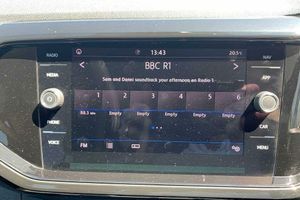 RADIO 13:43 20.5°C NAV
BBC R1
MEDIA APP
Sam and Danni soundtrack your afternoon on Radio 1
1 2 3 4 5 6
88.3 Empty Empty Empty Empty Empty
PHONE CAR
VOICE FM MENU